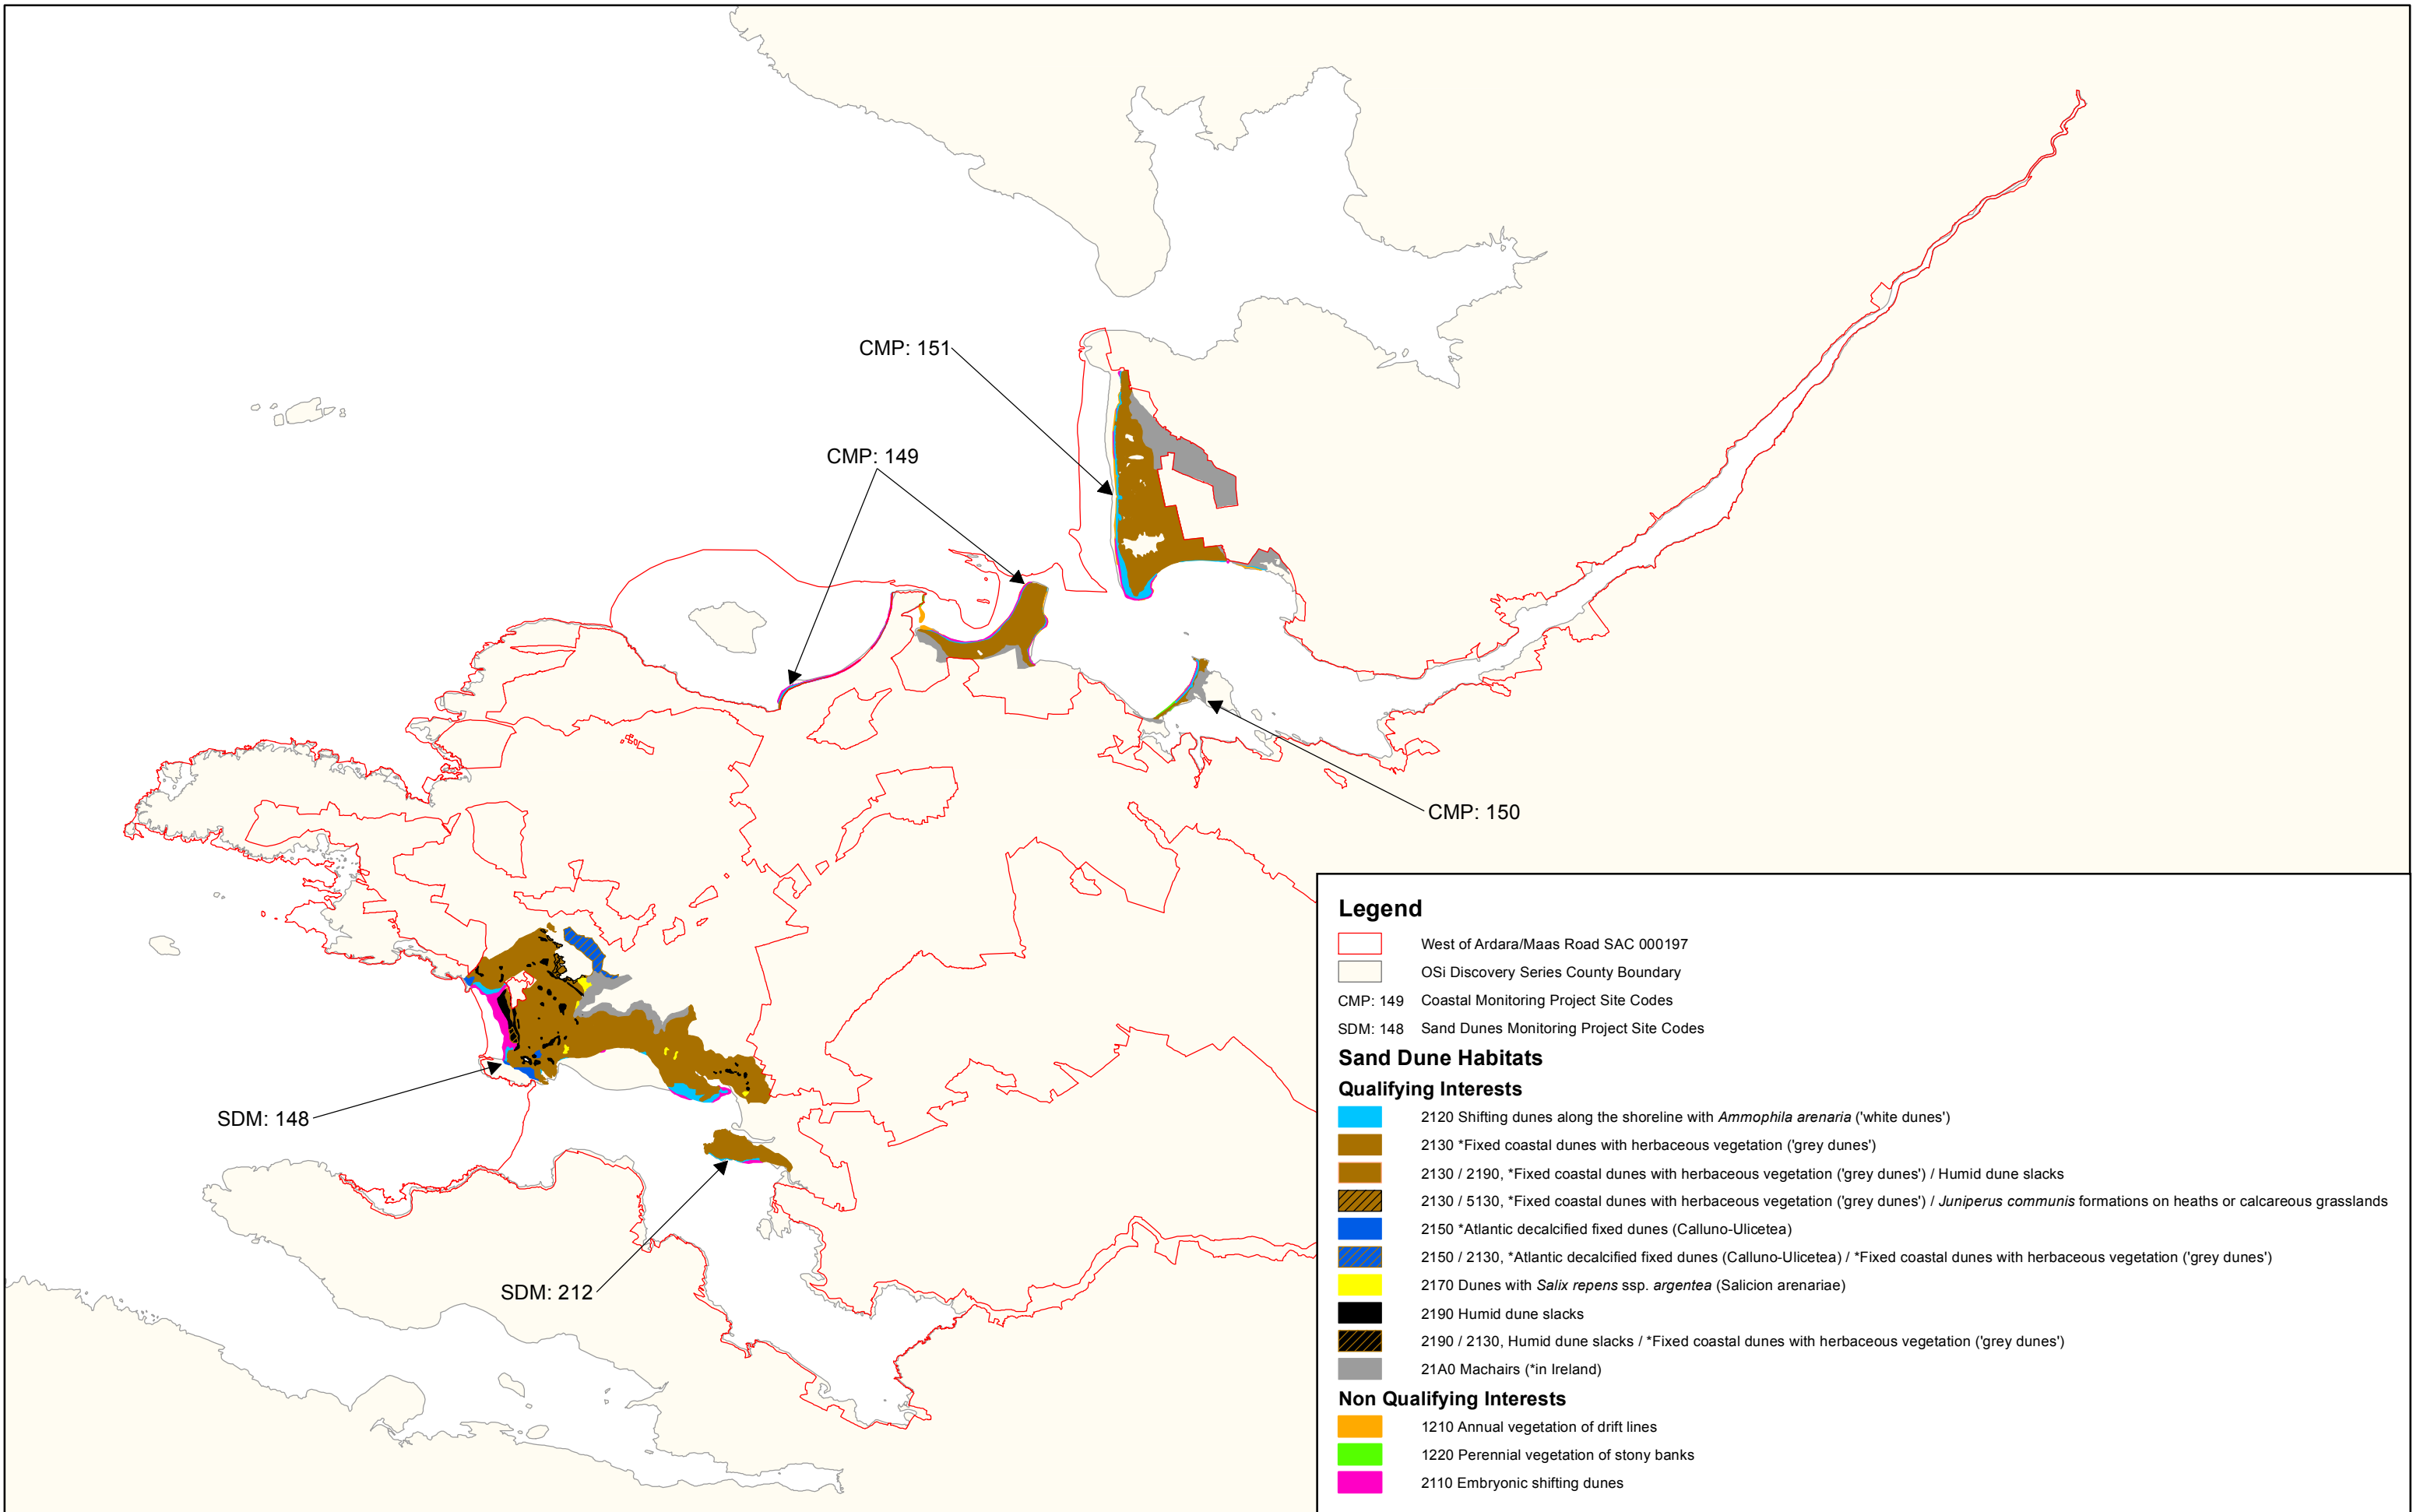 CMP: 151
CMP: 149
CMP: 150
SDM: 148
SDM: 212
Legend
West of Ardara/Maas Road SAC 000197
OSi Discovery Series County Boundary
CMP: 149 Coastal Monitoring Project Site Codes
SDM: 148 Sand Dunes Monitoring Project Site Codes
Sand Dune Habitats
Qualifying Interests
2120 Shifting dunes along the shoreline with Ammophila arenaria ('white dunes')
2130 *Fixed coastal dunes with herbaceous vegetation ('grey dunes')
2130 / 2190, *Fixed coastal dunes with herbaceous vegetation ('grey dunes') / Humid dune slacks
2130 / 5130, *Fixed coastal dunes with herbaceous vegetation ('grey dunes') / Juniperus communis formations on heaths or calcareous grasslands
2150 *Atlantic decalcified fixed dunes (Calluno-Ulicetea)
2150 / 2130, *Atlantic decalcified fixed dunes (Calluno-Ulicetea) / *Fixed coastal dunes with herbaceous vegetation ('grey dunes')
2170 Dunes with Salix repens ssp. argentea (Salicion arenariae)
2190 Humid dune slacks
2190 / 2130, Humid dune slacks / *Fixed coastal dunes with herbaceous vegetation ('grey dunes')
21A0 Machairs (*in Ireland)
Non Qualifying Interests
1210 Annual vegetation of drift lines
1220 Perennial vegetation of stony banks
2110 Embryonic shifting dunes